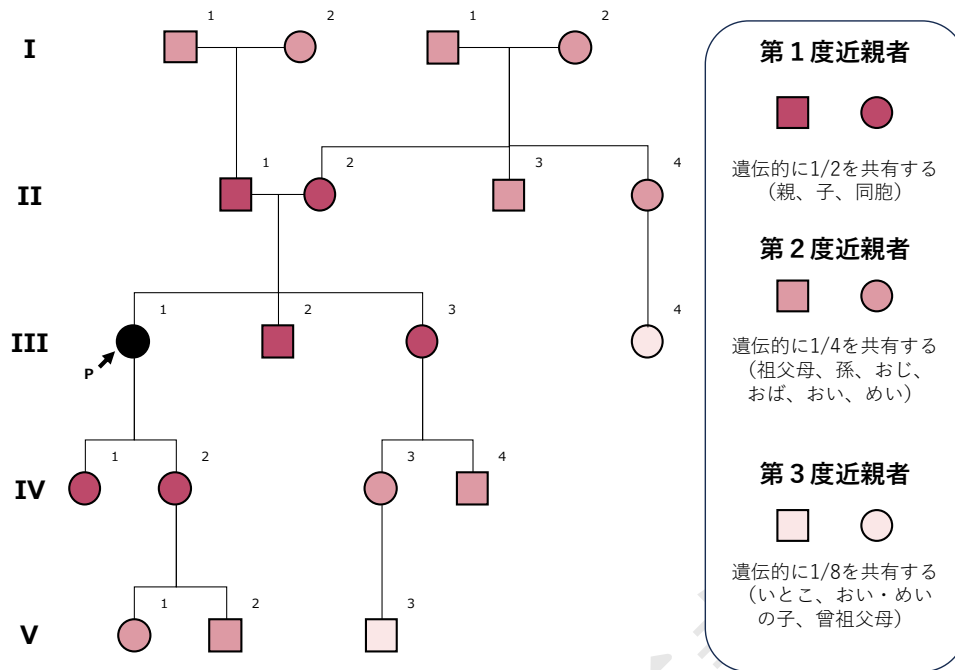 1 2 1 2
I
1 2 3 4
II
1 2 3 4
III
P
1 2 3 4
IV
1 2 3
V
第1度近親者
遺伝的に1/2を共有する
(親、子、同胞)
第2度近親者
遺伝的に1/4を共有する
(祖父母、孫、おじ、
おば、おい、めい)
第3度近親者
遺伝的に1/8を共有する
(いとこ、おい・めい
の子、曾祖父母)